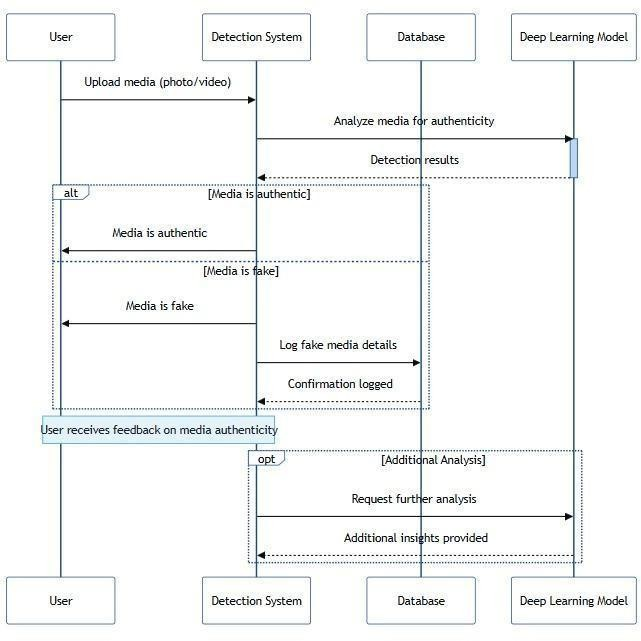 User
Detection System
Database
Deep Learning Model
Upload media (photo/video)
Analyze media for authenticity
Detection results
alt
[Media is authentic]
Media is authentic
[Media is fake]
Media is fake
Log fake media details
Confirmation logged
User receives feedback on media authenticity
opt
[Additional Analysis]
Request further analysis
Additional insights provided
User
Detection System
Database
Deep Learning Model